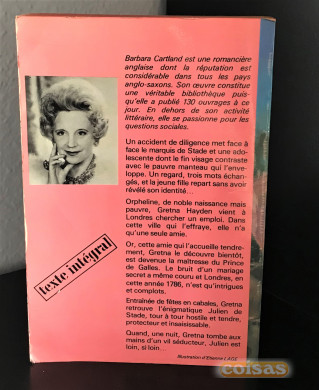 Barbara Cartland est une romancière
anglaise dont la réputation est
considérable dans tous les pays
anglo-saxons. Son œuvre constitue
une véritable bibliothèque puis-
qu'elle a publié 130 ouvrages à ce
jour. En dehors de son activité
littéraire, elle se passionne pour les
questions sociales.
Un accident de diligence met face à
face le marquis de Stade et une ado-
lescente dont le fin visage contraste
avec le pauvre manteau qui l'enve-
loppe. Un regard, trois mots échan-
gés, et la jeune fille repart sans avoir
révélé son identité...
Orpheline, de noble naissance mais
pauvre, Gretna Hayden vient à
Londres chercher un emploi. Dans
cette ville qui l'effraye, elle n'a
qu'une seule amie.
Or, cette amie qui l'accueille tendre-
ment, Gretna le découvre bientôt,
est devenue la maîtresse du Prince
de Galles. Le bruit d'un mariage
secret a même couru et Londres, en
cette année 1786, n'est qu'intrigues
et complots.
Entraînée de fêtes en cabales, Gretna
retrouve l'énigmatique Julien de
Stade, tour à tour hostile et tendre,
protecteur et insaisissable.
Quand, une nuit, Gretna tombe aux
mains d'un vil séducteur, Julien est
loin, si loin...
texte intégral
Illustration d'Etienne
coisas